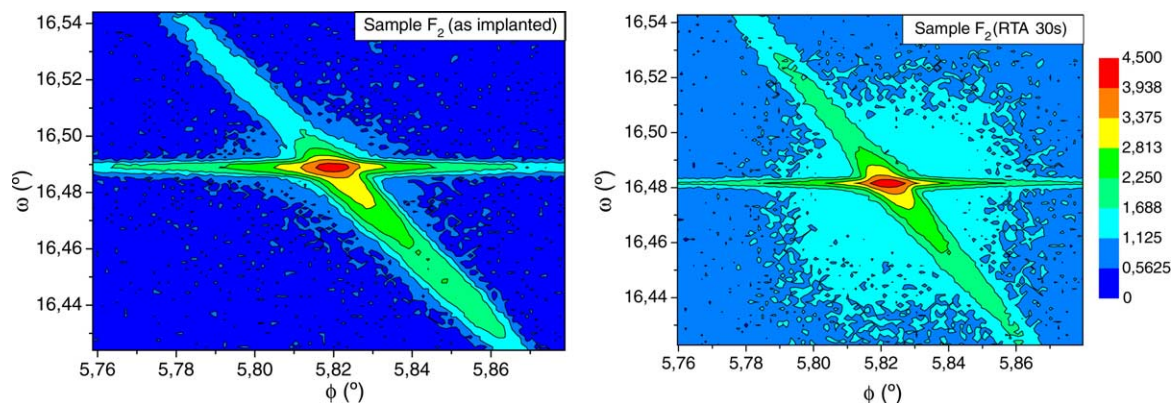 Sample F₂ (as implanted)
16,54
16,52
16,50
16,48
16,46
16,44
ω (º)
5,76 5,78 5,80 5,82 5,84 5,86
ϕ (º)
Sample F₂(RTA 30s)
16,54
16,52
16,50
16,48
16,46
16,44
ω (º)
5,76 5,78 5,80 5,82 5,84 5,86
ϕ (º)
4,500
3,938
3,375
2,813
2,250
1,688
1,125
0,5625
0